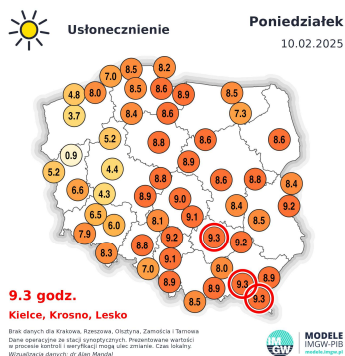 Usłonecznienie
Poniedziałek
10.02.2025
8.5 8.2
7.0
4.8 8.0 8.5 8.6 8.9 8.5
3.7 8.4 8.6 7.3
5.2 8.8 8.6 8.6
0.9 8.9
5.2 4.4
6.6 4.3 8.8 8.6 8.8 8.4
8.9 9.0 8.4 9.2
6.5 6.0 8.1 9.1 8.5
7.9 9.2 9.3 9.2
8.3 8.8
7.0 9.1 8.0
8.9 8.9 9.3 8.9
8.5 9.3
9.3 godz.
Kielce, Krosno, Lesko
Brak danych dla Krakowa, Rzeszowa, Olsztyna, Zamościa i Tarnowa
Dane operacyjne ze stacji synoptycznych. Prezentowane wartości
w procesie kontroli i weryfikacji mogą ulec zmianie. Czas lokalny.
Wizualizacja danych: dr Alan Mandal
IM
GW
MODELE
IMGW-PIB